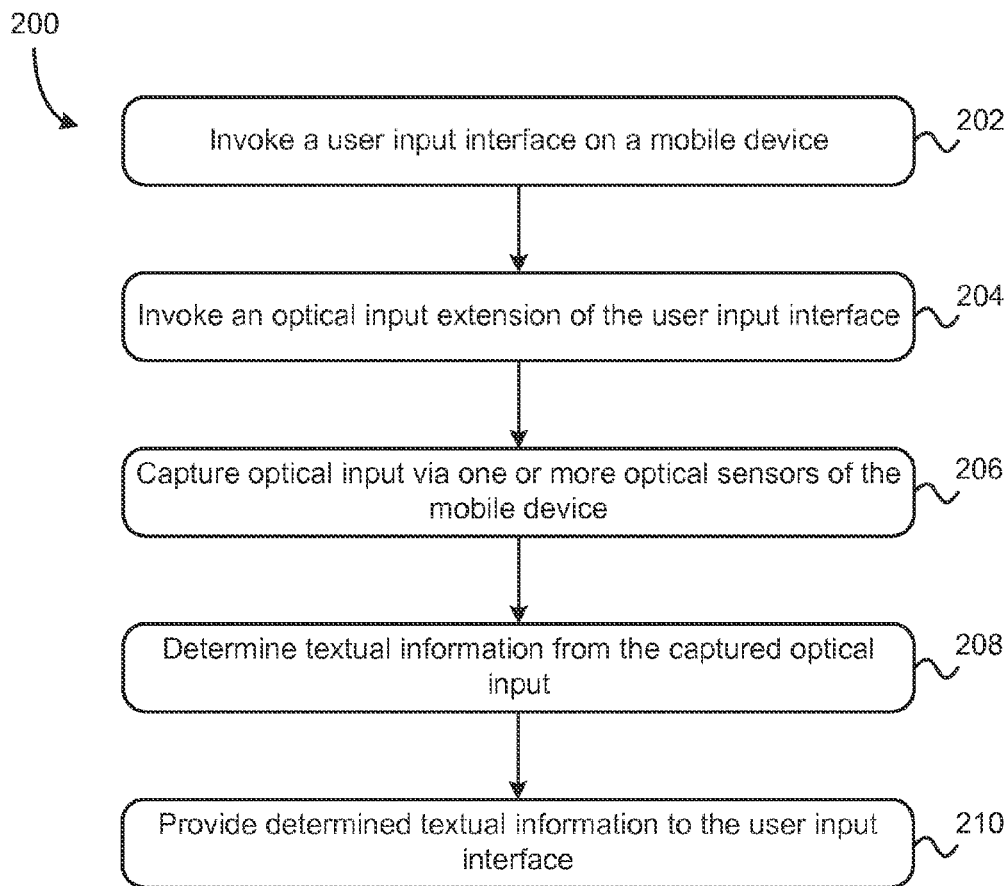 200
Invoke a user input interface on a mobile device
202
Invoke an optical input extension of the user input interface
204
Capture optical input via one or more optical sensors of the
mobile device
206
Determine textual information from the captured optical
input
208
Provide determined textual information to the user input
interface
210